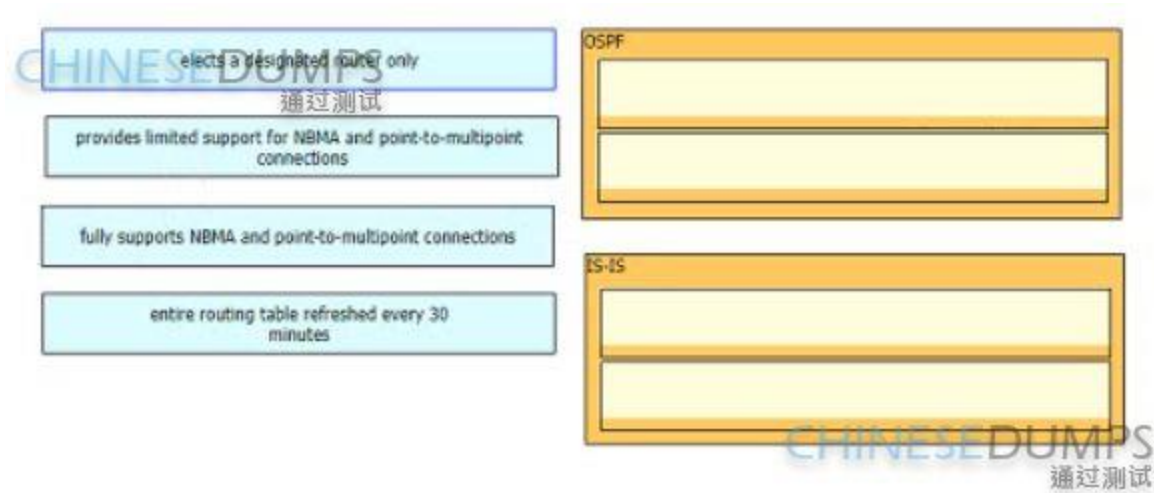 CHINESEDUMPS
通过测试
elects a designated router only
provides limited support for NBMA and point-to-multipoint
connections
fully supports NBMA and point-to-multipoint connections
entire routing table refreshed every 30
minutes
OSPF
IS-IS
CHINESEDUMPS
通过测试